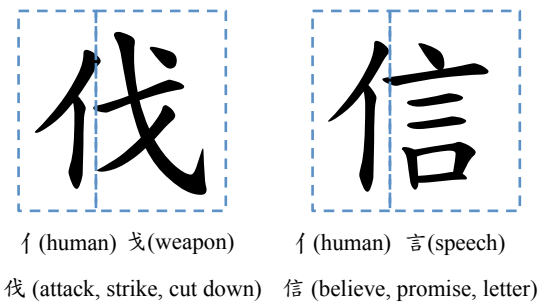 伐 信
亻(human) 戈(weapon) 亻(human) 言(speech)
伐 (attack, strike, cut down) 信 (believe, promise, letter)